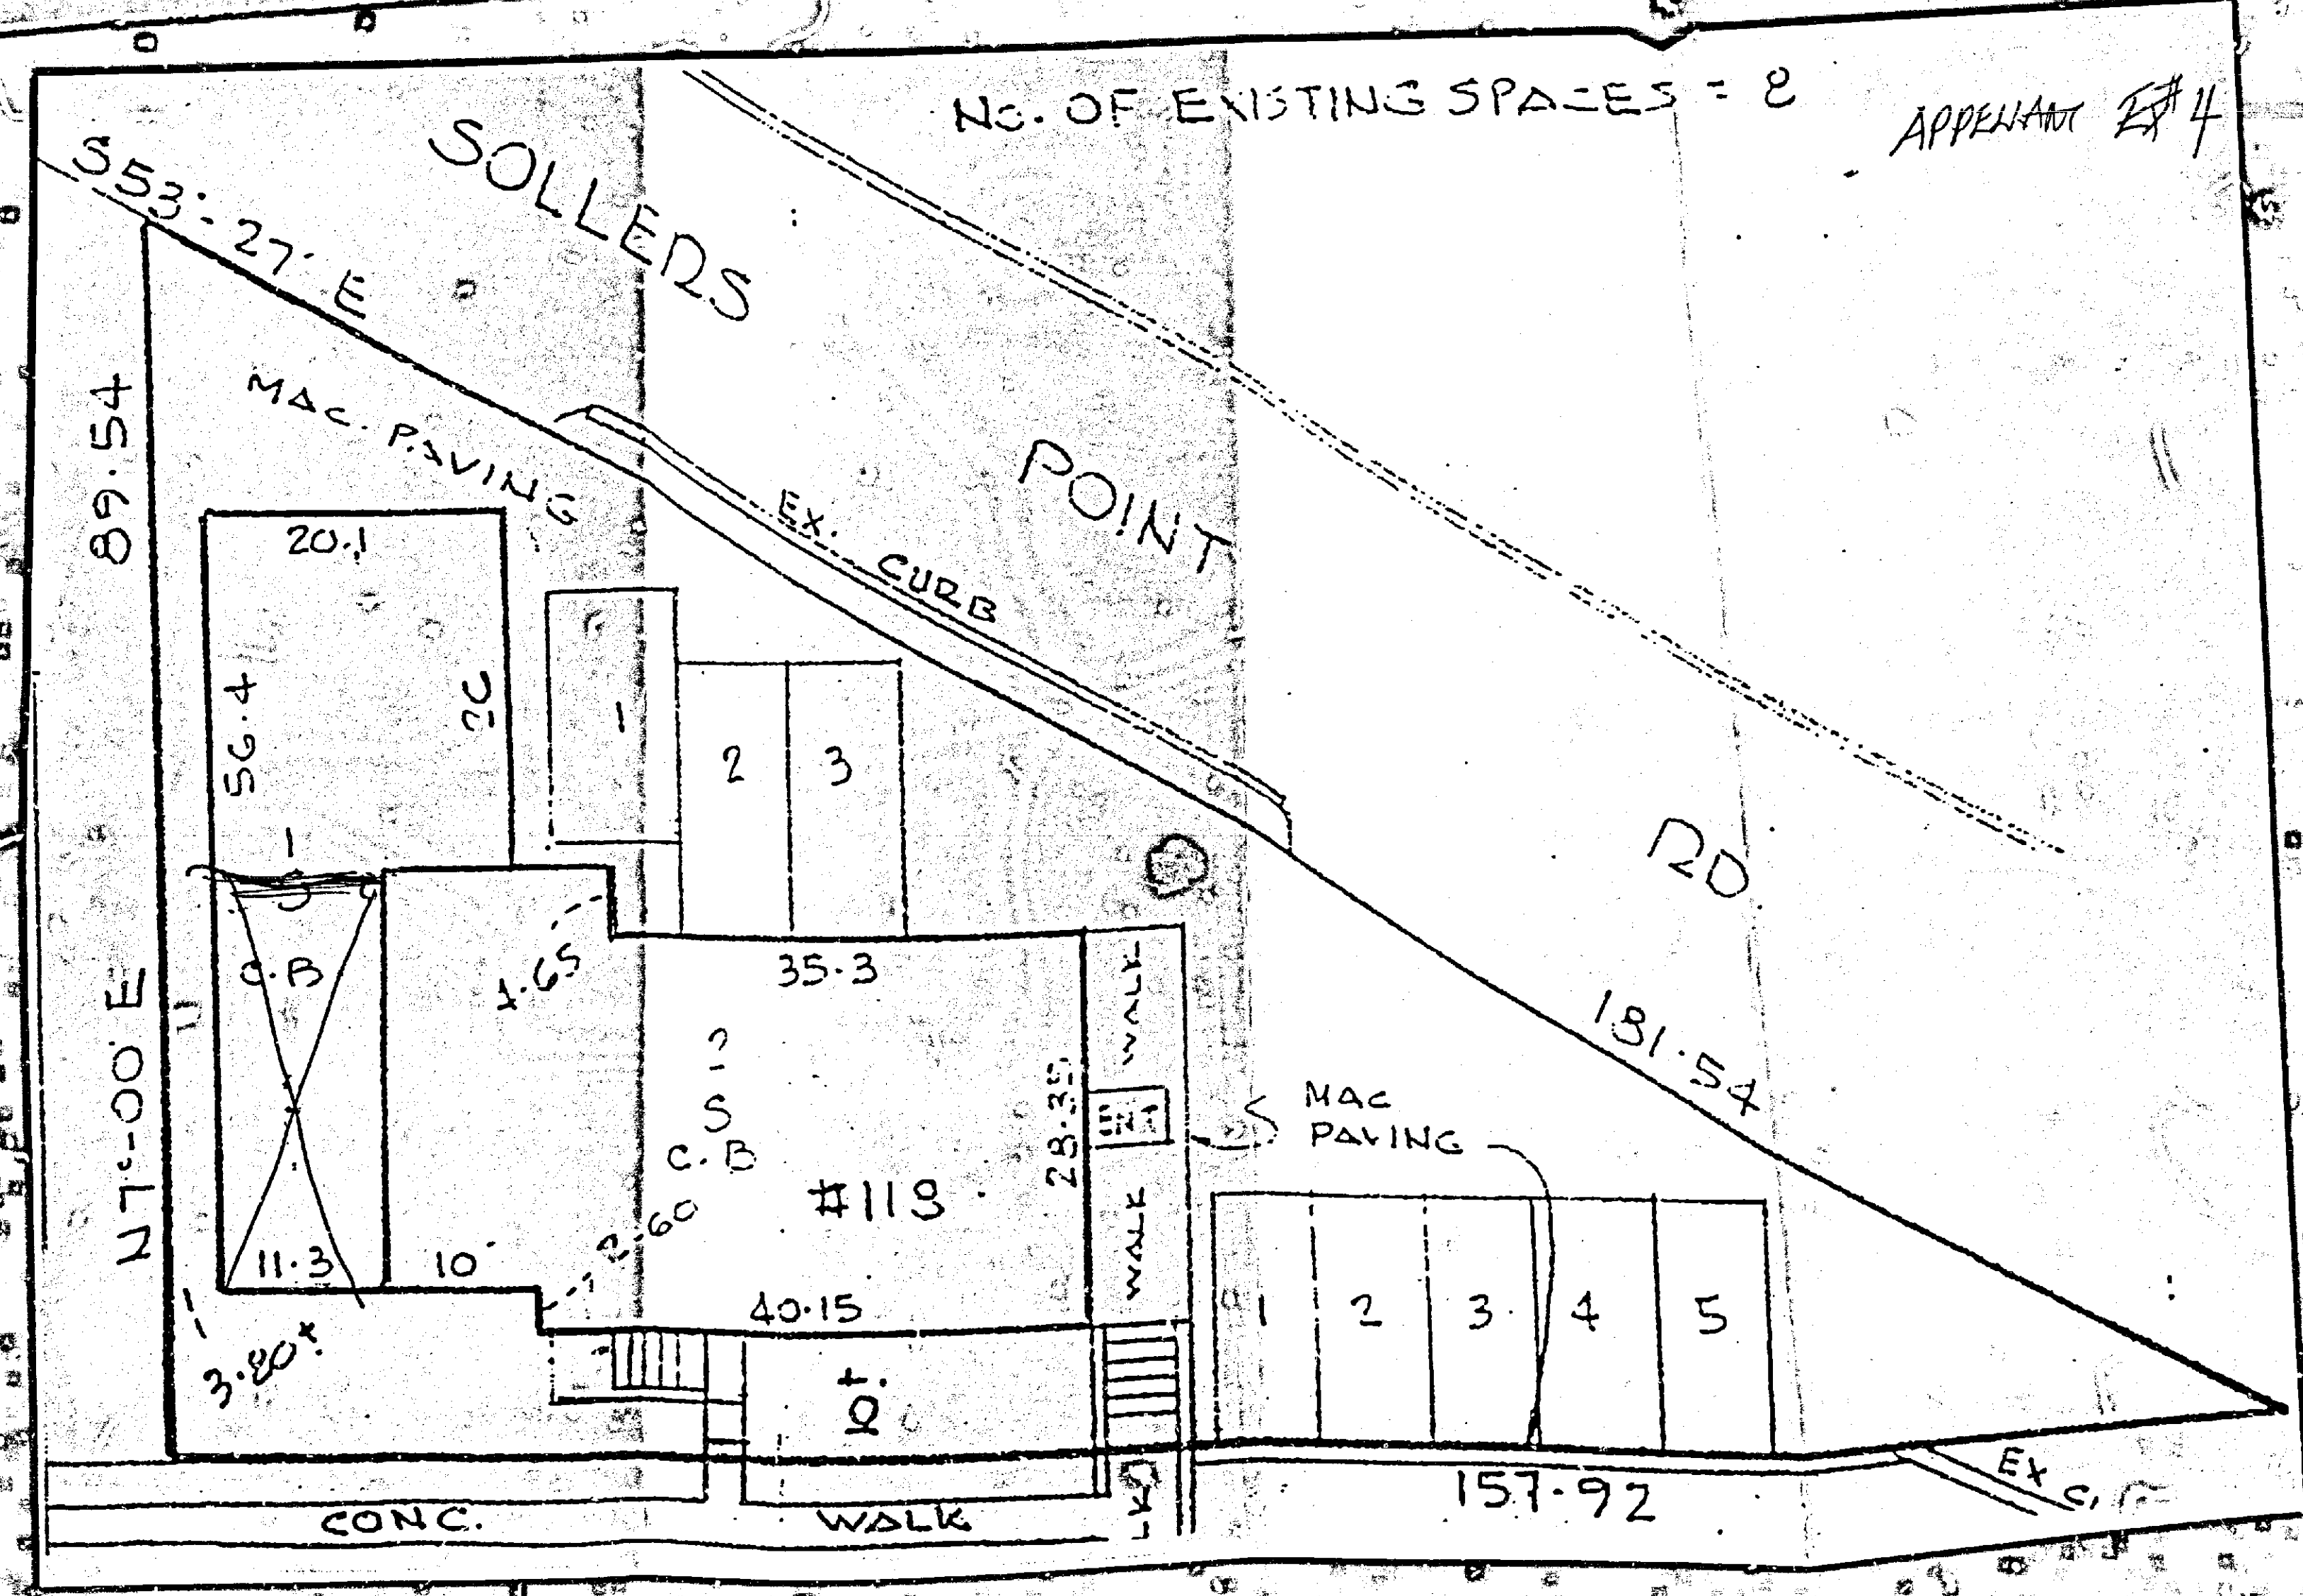 NO. OF EXISTING SPACES = 8
APPELLANT EX#4
S53°-27' E
SOLLERS
POINT
RD
MAC. PAVING
89.54
N7°-00' E
20.1
56.4
EX. CURB
1
2
3
C.B
1.65
35.3
WALK
2
S
C.B
#119
28.35
2.60
11.3
10
40.15
WALK
3.80±
MAC
PAVING
181.54
1
2
3
4
5
157.92
CONC.
WALK
EX C.